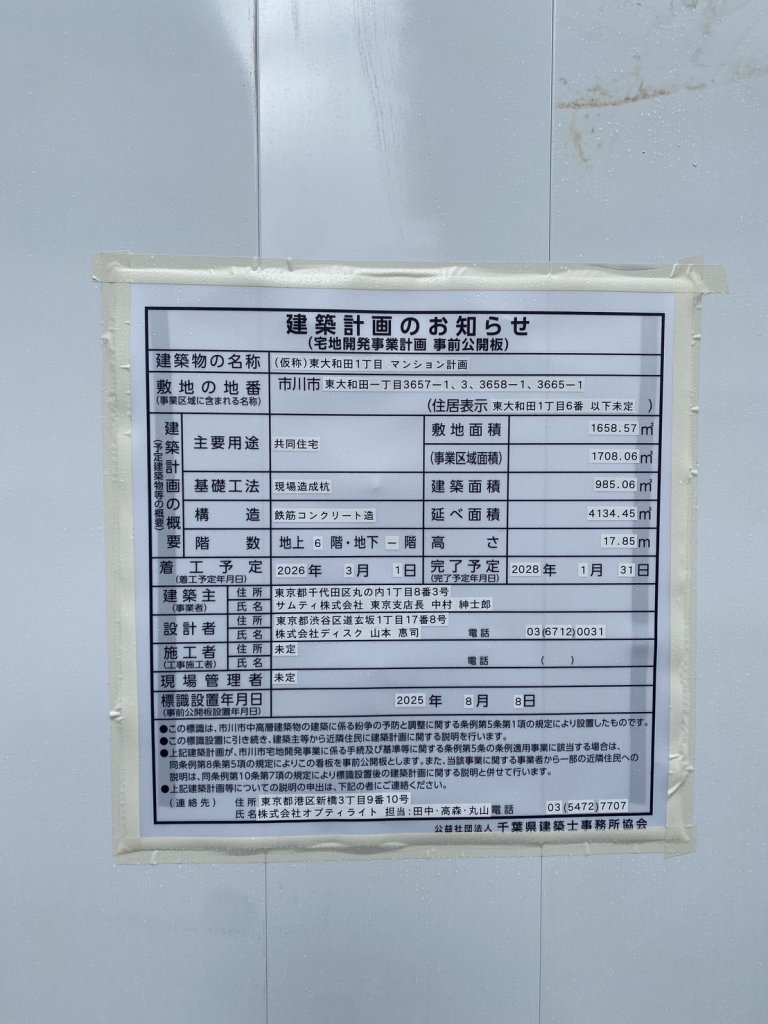 建築計画のお知らせ
(宅地開発事業計画 事前公開板)
建築物の名称 (仮称)東大和田1丁目 マンション計画
敷地の地番 (事業区域に含まれる名称) 市川市 東大和田一丁目3657－1、3、3658－1、3665－1
(住居表示 東大和田1丁目6番 以下未定 )
建築計画の概要 (予定建築物等の概要)
主要用途 共同住宅
敷地面積 1658.57㎡
(事業区域面積) 1708.06㎡
基礎工法 現場造成杭 建築面積 985.06㎡
構造 鉄筋コンクリート造 延べ面積 4134.45㎡
階数 地上 6 階・地下 － 階 高さ 17.85m
着工予定 (着工予定年月日) 2026年 3月 1日 完了予定 (完了予定年月日) 2028年 1月 31日
建築主 (事業者) 住所 東京都千代田区丸の内1丁目8番3号
氏名 サムティ株式会社 東京支店長 中村 紳士郎
設計者 住所 東京都渋谷区道玄坂1丁目17番8号
氏名 株式会社ディスク 山本 惠司 電話 03(6712)0031
施工者 (工事施工者) 住所 未定
氏名 電話 ( )
現場管理者 未定
標識設置年月日 (事前公開板設置年月日) 2025年 8月 8日
●この標識は、市川市中高層建築物の建築に係る紛争の予防と調整に関する条例第5条第1項の規定により設置したものです。
●この標識設置に引き続き、建築主等から近隣住民に建築計画に関する説明を行います。
●上記建築計画が、市川市宅地開発事業に係る手続及び基準等に関する条例第5条の条例適用事業に該当する場合は、
同条例第8条第5項の規定によりこの看板を事前公開板とします。また、当該事業に関する事業者から一部の近隣住民への
説明は、同条例第10条第7項の規定により標識設置後の建築計画に関する説明と併せて行います。
●上記建築計画等についての説明の申出は、下記の者にご連絡ください。
(連絡先) 住所 東京都港区新橋3丁目9番10号
氏名 株式会社オプティライト 担当:田中・高森・丸山 電話 03(5472)7707
公益社団法人 千葉県建築士事務所協会